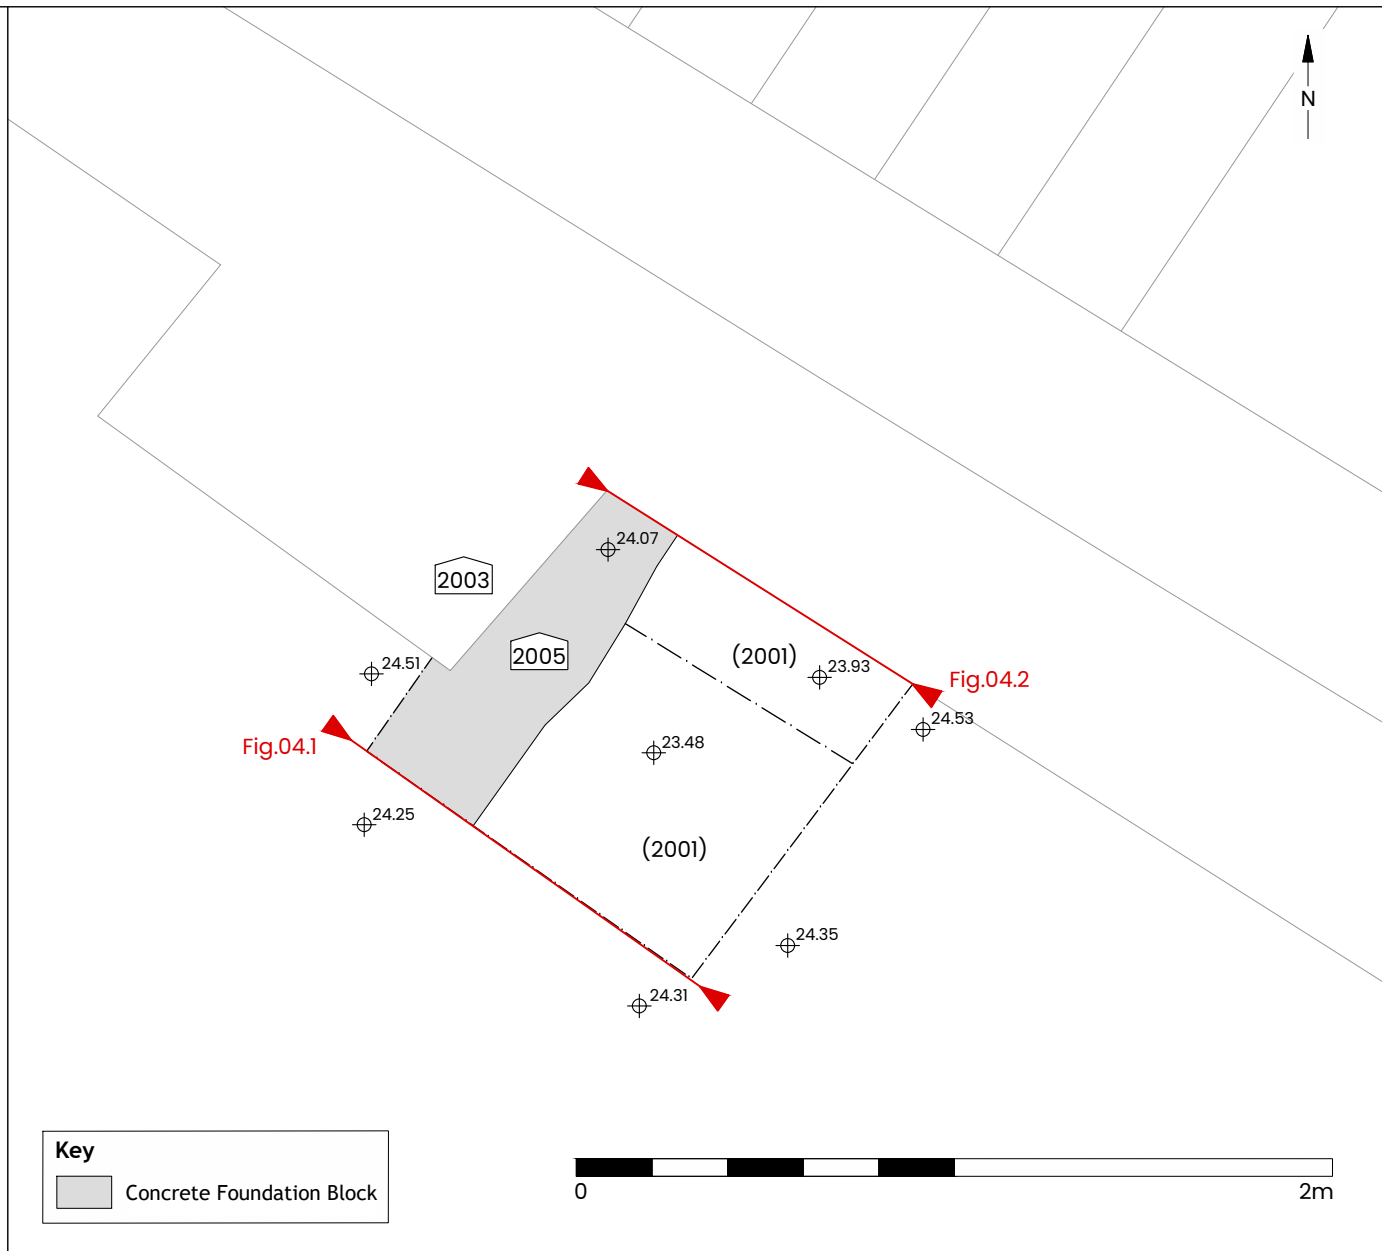 N
24.07
2003
2005
(2001)
24.51
23.93
Fig.04.2
24.53
Fig.04.1
23.48
24.25
(2001)
24.35
24.31
Key
Concrete Foundation Block
0
2m